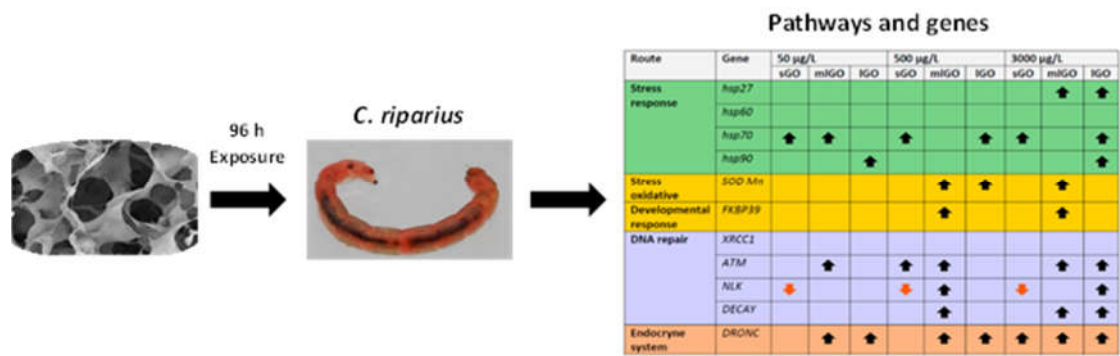 Pathways and genes
96 h
Exposure
C. riparius
Route Gene 50 µg/L 500 µg/L 3000 µg/L
sGO mlGO lGO sGO mlGO lGO sGO mlGO lGO
Stress response hsp27
hsp60
hsp70
hsp90
Stress oxidative SOD Mn
Developmental response FKBP39
DNA repair XRCC1
ATM
NLK
DECAY
Endocryne system DRONC